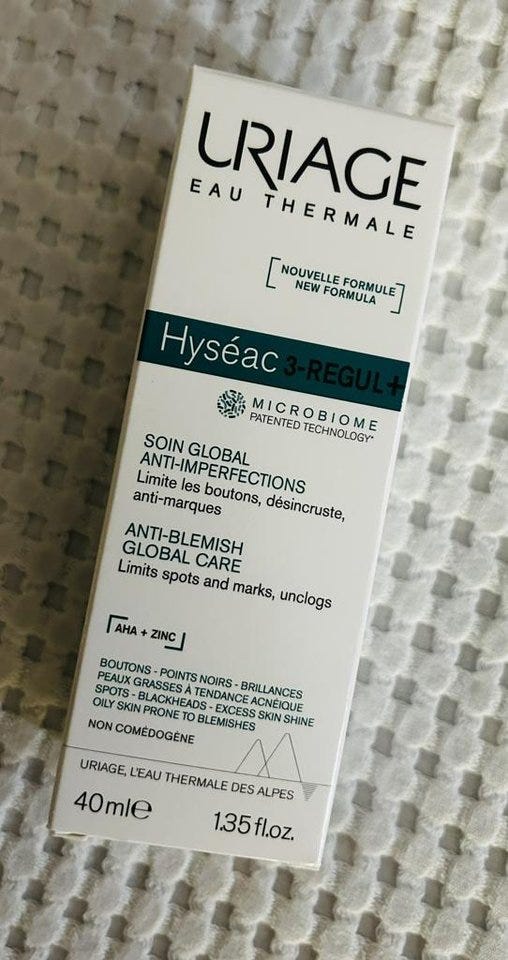 URIAGE
EAU THERMALE
NOUVELLE FORMULE
NEW FORMULA
Hyséac 3-REGUL+
MICROBIOME
PATENTED TECHNOLOGY*
SOIN GLOBAL
ANTI-IMPERFECTIONS
Limite les boutons, désincruste,
anti-marques
ANTI-BLEMISH
GLOBAL CARE
Limits spots and marks, unclogs
AHA + ZINC
BOUTONS - POINTS NOIRS - BRILLANCES
PEAUX GRASSES À TENDANCE ACNÉIQUE
SPOTS - BLACKHEADS - EXCESS SKIN SHINE
OILY SKIN PRONE TO BLEMISHES
NON COMÉDOGÈNE
URIAGE, L'EAU THERMALE DES ALPES
40 ml℮ 1.35 fl.oz.